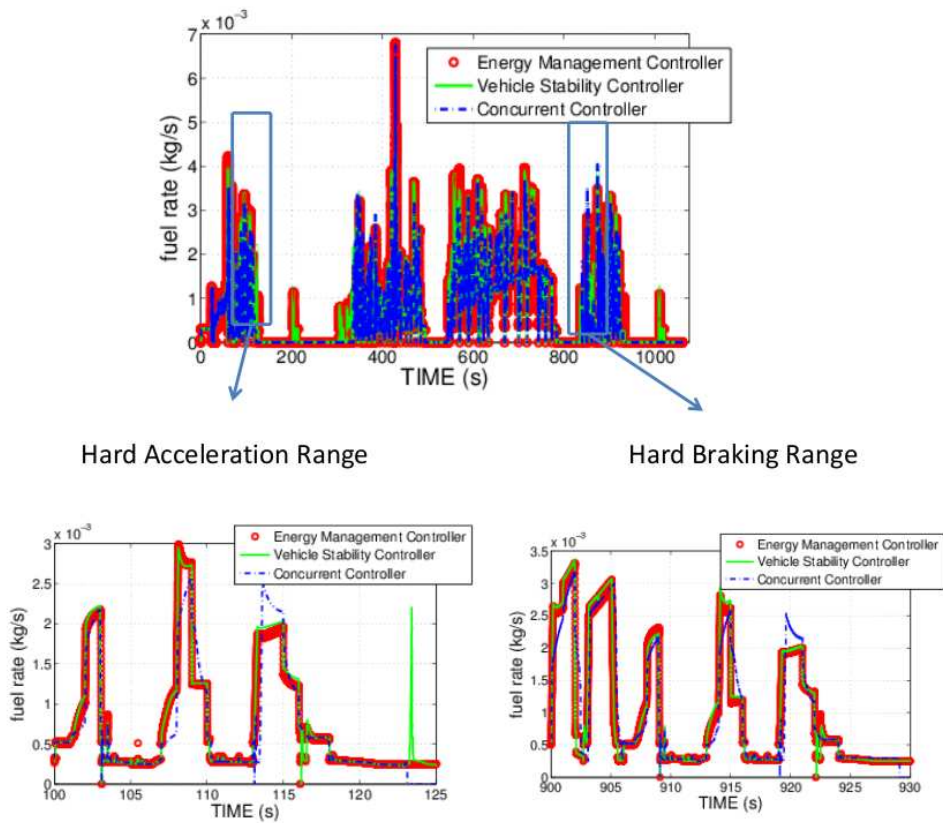 x 10⁻³
7
6
5
4
3
2
1
0
fuel rate (kg/s)
Energy Management Controller
Vehicle Stability Controller
Concurrent Controller
0 200 400 600 800 1000
TIME (s)
Hard Acceleration Range
Hard Braking Range
x 10⁻³
3
2.5
2
1.5
1
0.5
0
fuel rate (kg/s)
Energy Management Controller
Vehicle Stability Controller
Concurrent Controller
100 105 110 115 120 125
TIME (s)
x 10⁻³
3.5
3
2.5
2
1.5
1
0.5
0
fuel rate (kg/s)
Energy Management Controller
Vehicle Stability Controller
Concurrent Controller
900 905 910 915 920 925 930
TIME (s)